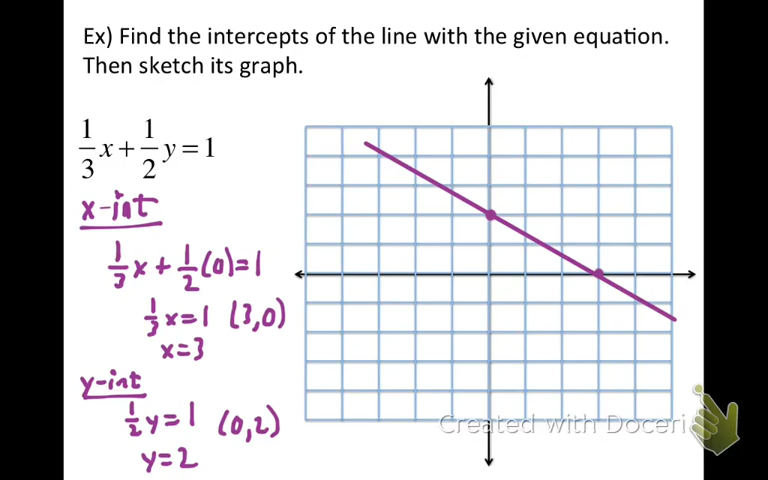 Ex) Find the intercepts of the line with the given equation.
Then sketch its graph.
1/3 x + 1/2 y = 1
x-int
1/3 x + 1/2 (0) = 1
1/3 x = 1 (3,0)
x = 3
y-int
1/2 y = 1 (0,2)
y = 2
Created with Doceri